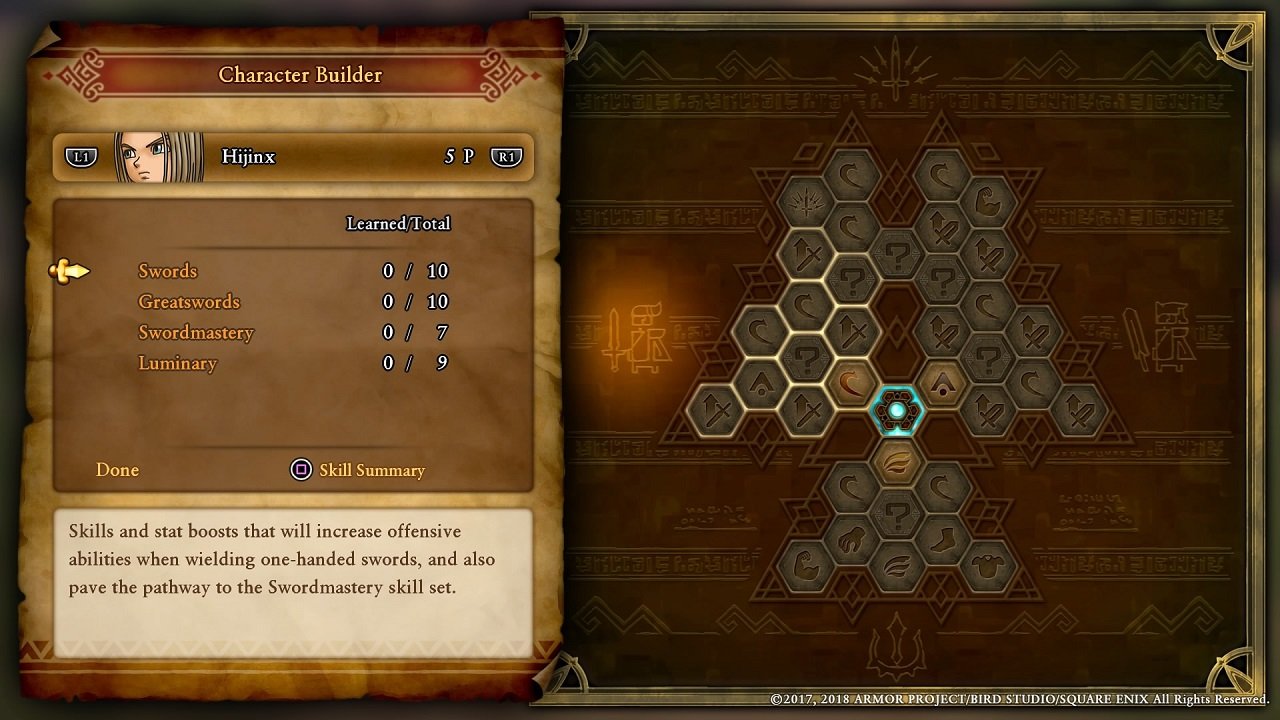 Character Builder
L1 Hijinx 5 P R1
Learned/Total
Swords 0 / 10
Greatswords 0 / 10
Swordmastery 0 / 7
Luminary 0 / 9
Done Skill Summary
Skills and stat boosts that will increase offensive
abilities when wielding one-handed swords, and also
pave the pathway to the Swordmastery skill set.
?
?
?
?
?
?
©2017, 2018 ARMOR PROJECT/BIRD STUDIO/SQUARE ENIX All Rights Reserved.